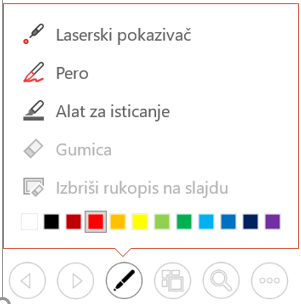 Laserski pokazivač
Pero
Alat za isticanje
Gumica
Izbriši rukopis na slajdu